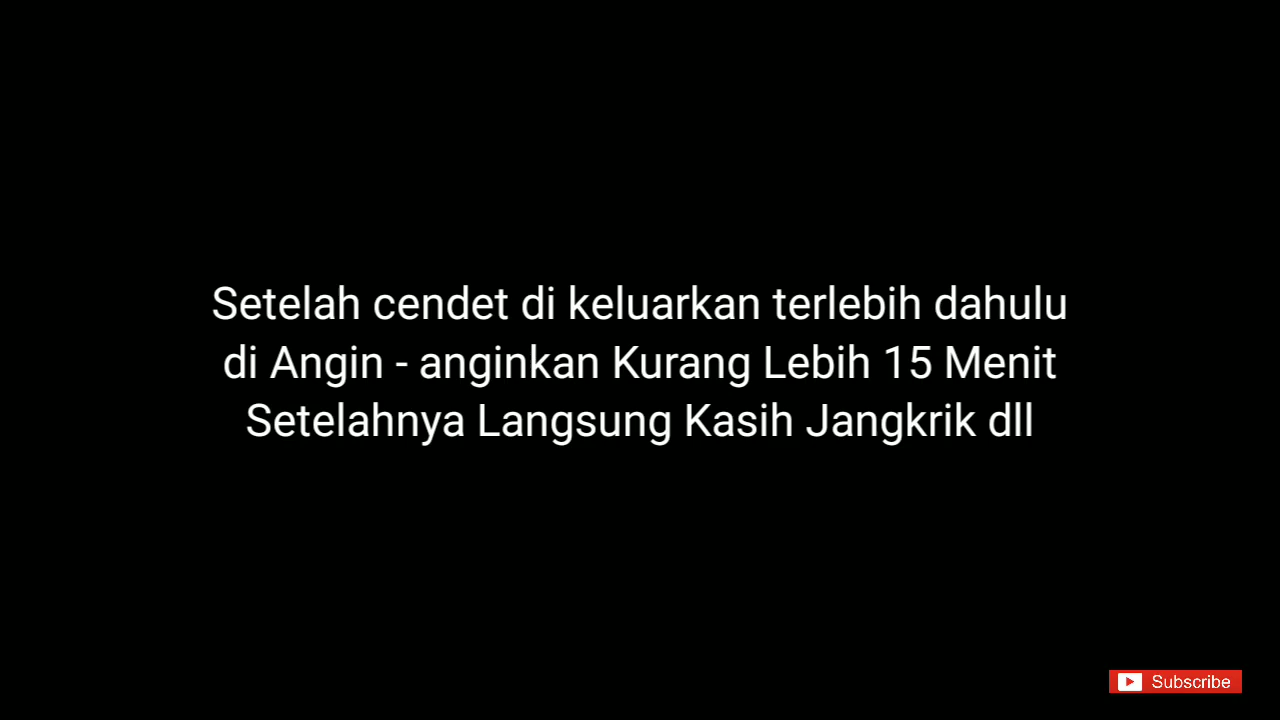 Setelah cendet di keluarkan terlebih dahulu
di Angin - anginkan Kurang Lebih 15 Menit
Setelahnya Langsung Kasih Jangkrik dll
Subscribe